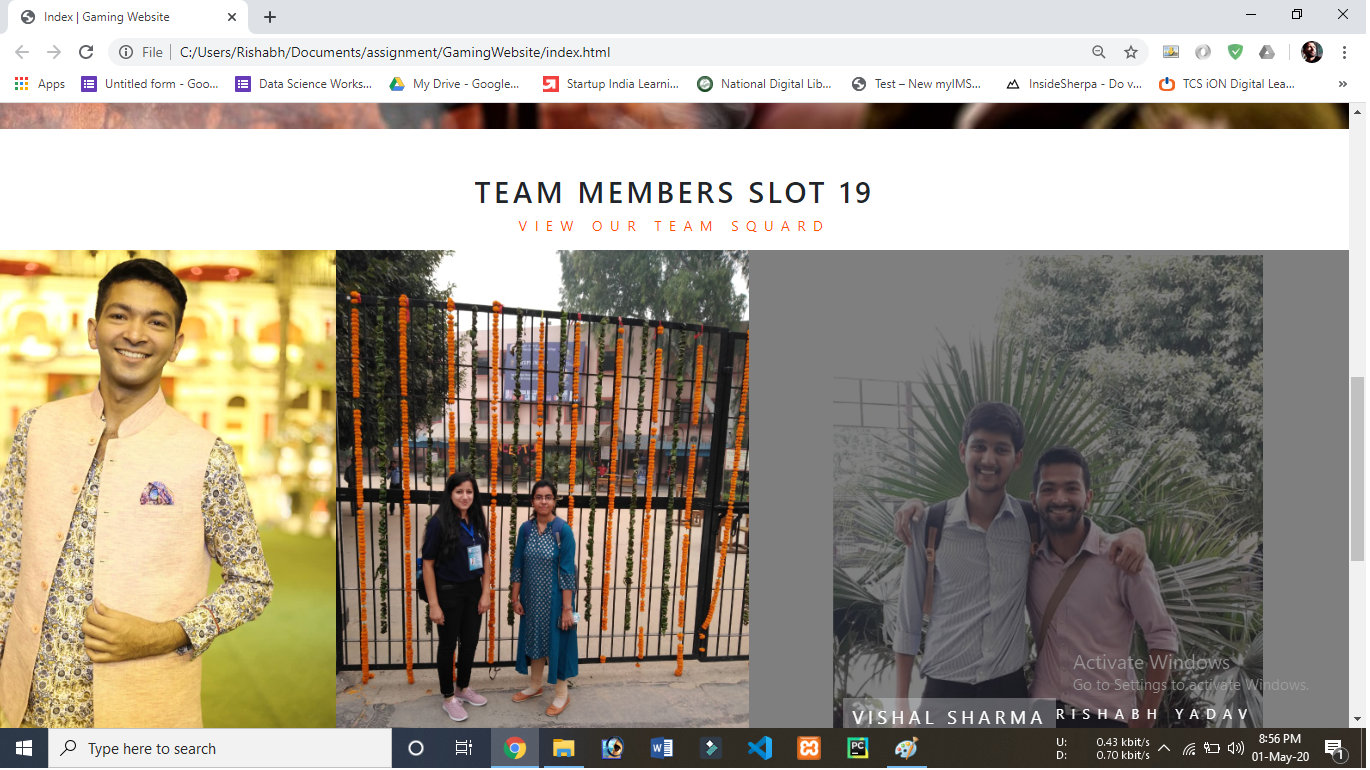 Index | Gaming Website
File | C:/Users/Rishabh/Documents/assignment/GamingWebsite/index.html
Apps
Untitled form - Goo...
Data Science Works...
My Drive - Google...
Startup India Learni...
National Digital Lib...
Test – New myIMS...
InsideSherpa - Do v...
TCS iON Digital Lea...
»
TEAM MEMBERS SLOT 19
VIEW OUR TEAM SQUARD
Activate Windows
Go to Settings to activate Windows.
VISHAL SHARMA
RISHABH YADAV
Type here to search
U: 0.43 kbit/s
D: 0.70 kbit/s
8:56 PM
01-May-20
1